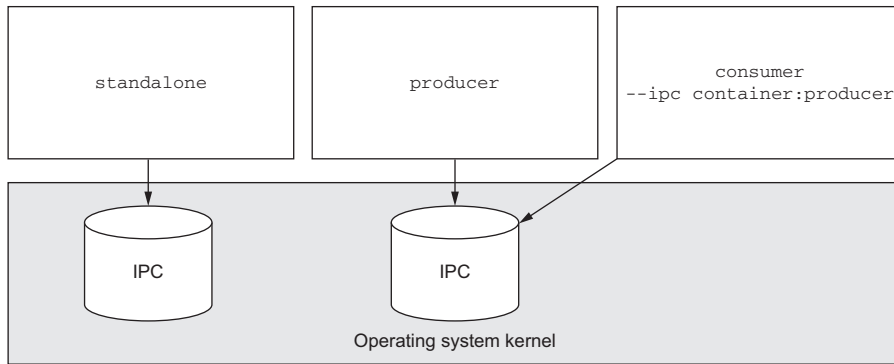 standalone
producer
consumer
--ipc container:producer
IPC
IPC
Operating system kernel